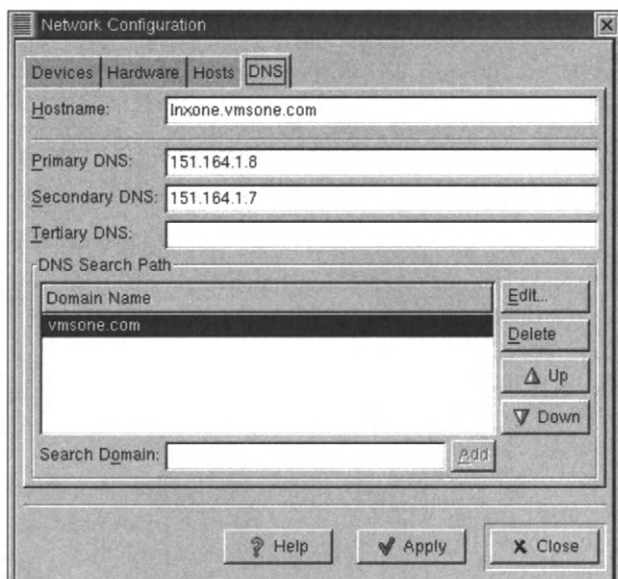 Network Configuration
Devices Hardware Hosts DNS
Hostname: lnxone.vmsone.com
Primary DNS: 151.164.1.8
Secondary DNS: 151.164.1.7
Tertiary DNS:
DNS Search Path
Domain Name
vmsone.com
Edit...
Delete
Up
Down
Search Domain:
Add
Help Apply Close